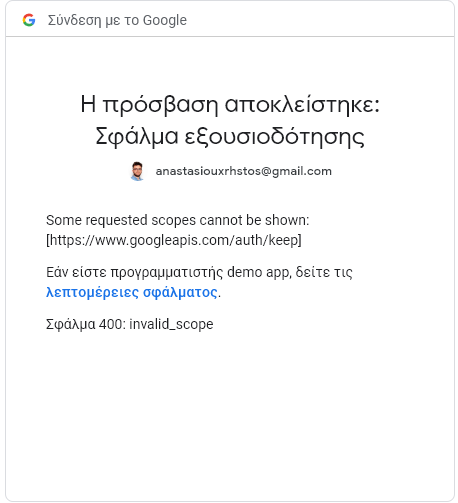 Σύνδεση με το Google
Η πρόσβαση αποκλείστηκε:
Σφάλμα εξουσιοδότησης
anastasiouxrhstos@gmail.com
Some requested scopes cannot be shown:
[https://www.googleapis.com/auth/keep]
Εάν είστε προγραμματιστής demo app, δείτε τις
λεπτομέρειες σφάλματος.
Σφάλμα 400: invalid_scope